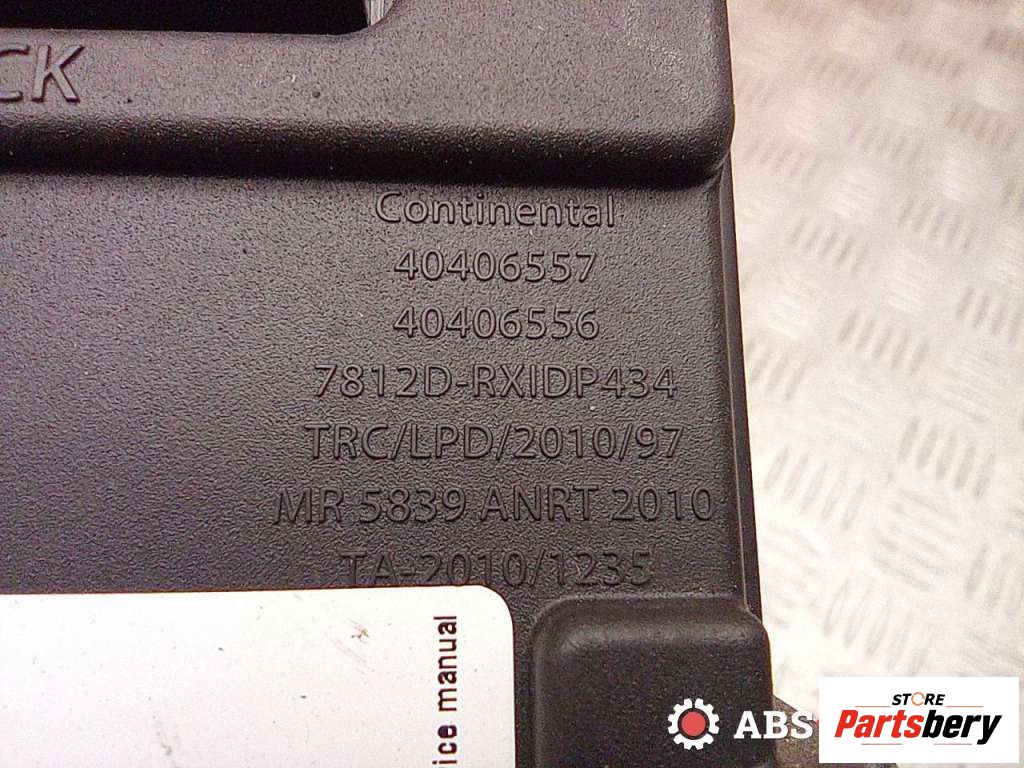 CK
Continental
40406557
40406556
7812D-RXIDP434
TRC/LPD/2010/97
MR 5839 ANRT 2010
TA-2010/1235
ice manual
ABS
STORE
Partsbery